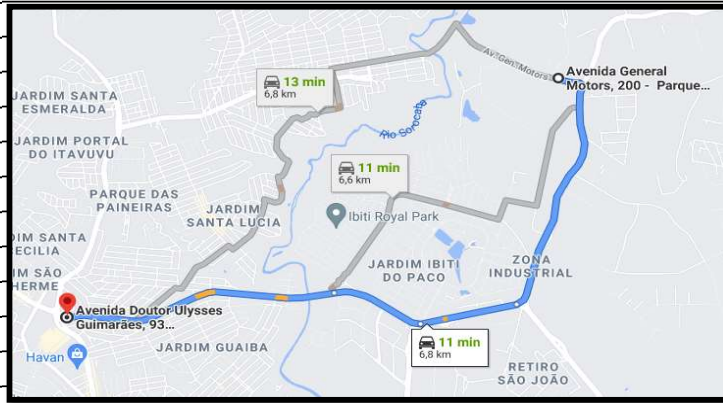 Av. Gen. Motors
Avenida General
Motors, 200 - Parque...
13 min
6,8 km
JARDIM SANTA
ESMERALDA
Rio Sorocaba
JARDIM PORTAL
DO ITAVUVU
11 min
6,6 km
PARQUE DAS
PAINEIRAS
JARDIM
SANTA LUCIA
Ibiti Royal Park
DIM SANTA
ECILIA
JARDIM IBITI
DO PACO
ZONA
INDUSTRIAL
IM SÃO
HERME
Avenida Doutor Ulysses
Guimarães, 93...
11 min
6,8 km
JARDIM GUAIBA
Havan
RETIRO
SÃO JOÃO